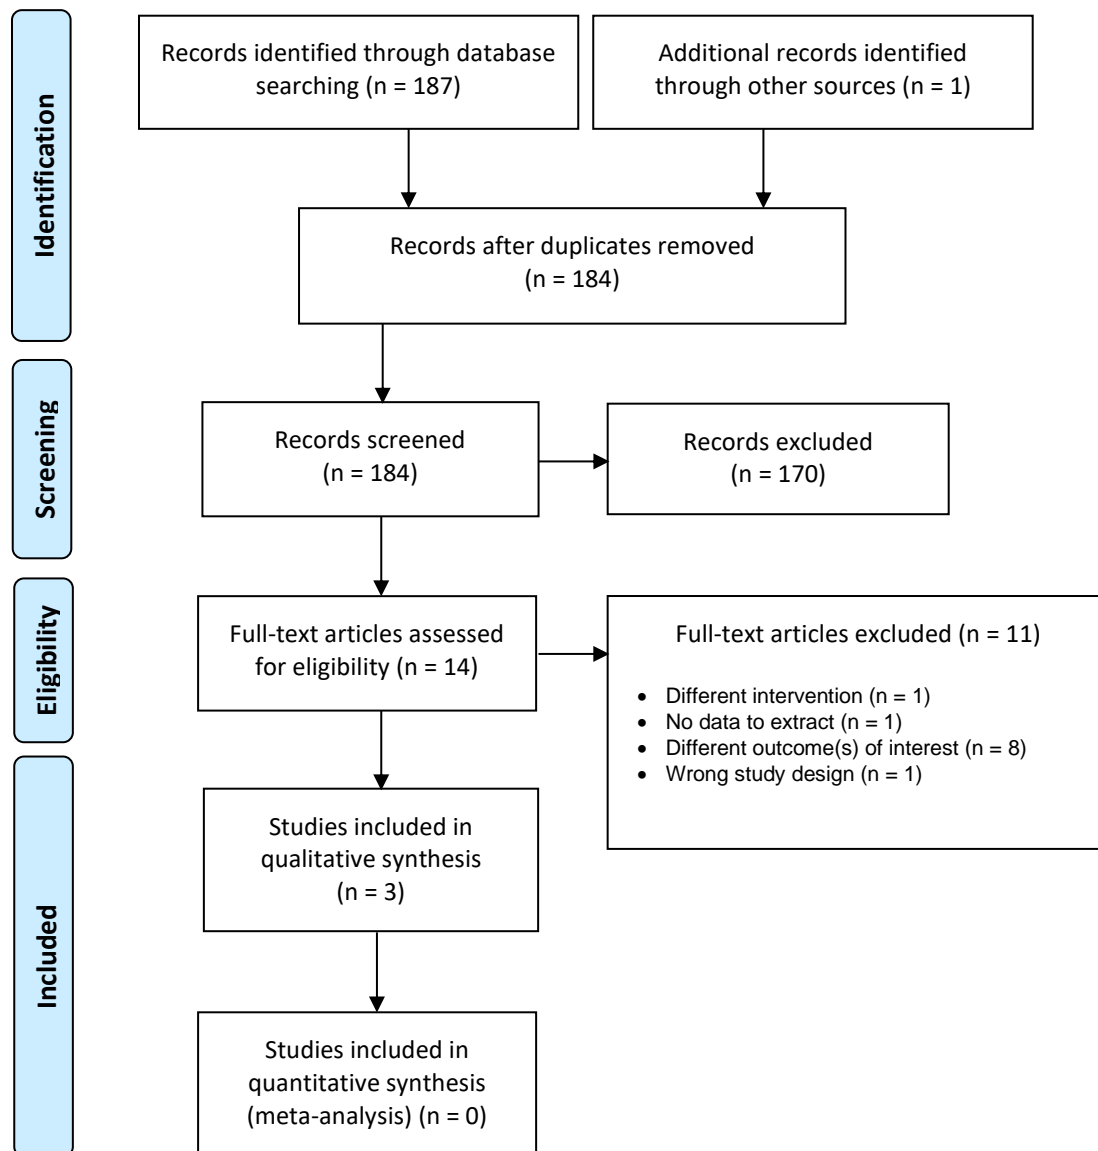 Identification
Records identified through database
searching (n = 187)
Additional records identified
through other sources (n = 1)
Records after duplicates removed
(n = 184)
Screening
Records screened
(n = 184)
Records excluded
(n = 170)
Eligibility
Full-text articles assessed
for eligibility (n = 14)
Full-text articles excluded (n = 11)
• Different intervention (n = 1)
• No data to extract (n = 1)
• Different outcome(s) of interest (n = 8)
• Wrong study design (n = 1)
Included
Studies included in
qualitative synthesis
(n = 3)
Studies included in
quantitative synthesis
(meta-analysis) (n = 0)